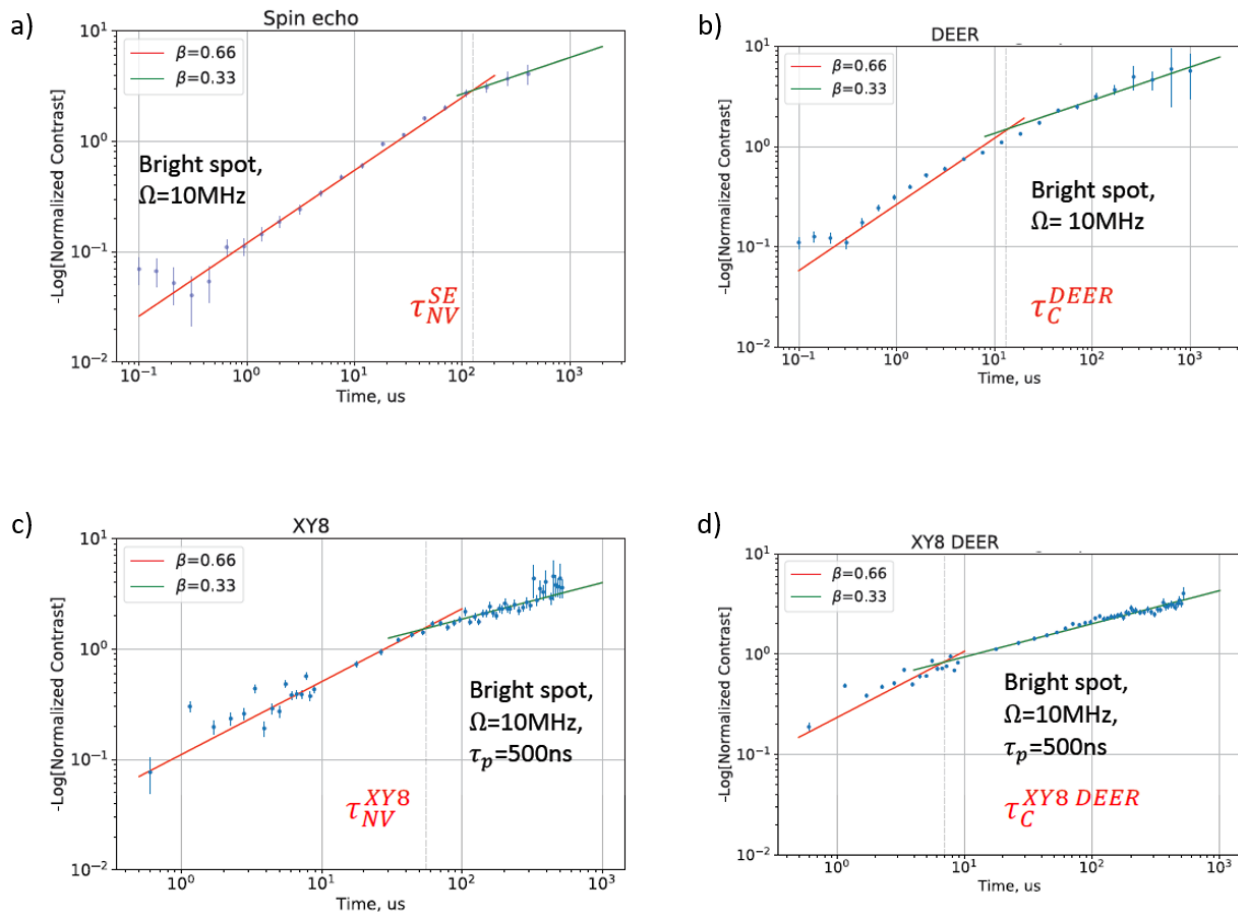 a)
Spin echo
β=0.66
β=0.33
Bright spot,
Ω=10MHz
τ_NV^SE
-Log[Normalized Contrast]
10^1
10^0
10^-1
10^-2
10^-1 10^0 10^1 10^2 10^3
Time, us
b)
DEER
β=0.66
β=0.33
Bright spot,
Ω= 10MHz
τ_C^DEER
-Log[Normalized Contrast]
10^1
10^0
10^-1
10^-2
10^-1 10^0 10^1 10^2 10^3
Time, us
c)
XY8
β=0.66
β=0.33
Bright spot,
Ω=10MHz,
τ_p=500ns
τ_NV^XY8
-Log[Normalized Contrast]
10^1
10^0
10^-1
10^-2
10^0 10^1 10^2 10^3
Time, us
d)
XY8 DEER
β=0.66
β=0.33
Bright spot,
Ω=10MHz,
τ_p=500ns
τ_C^XY8 DEER
-Log[Normalized Contrast]
10^1
10^0
10^-1
10^-2
10^0 10^1 10^2 10^3
Time, us